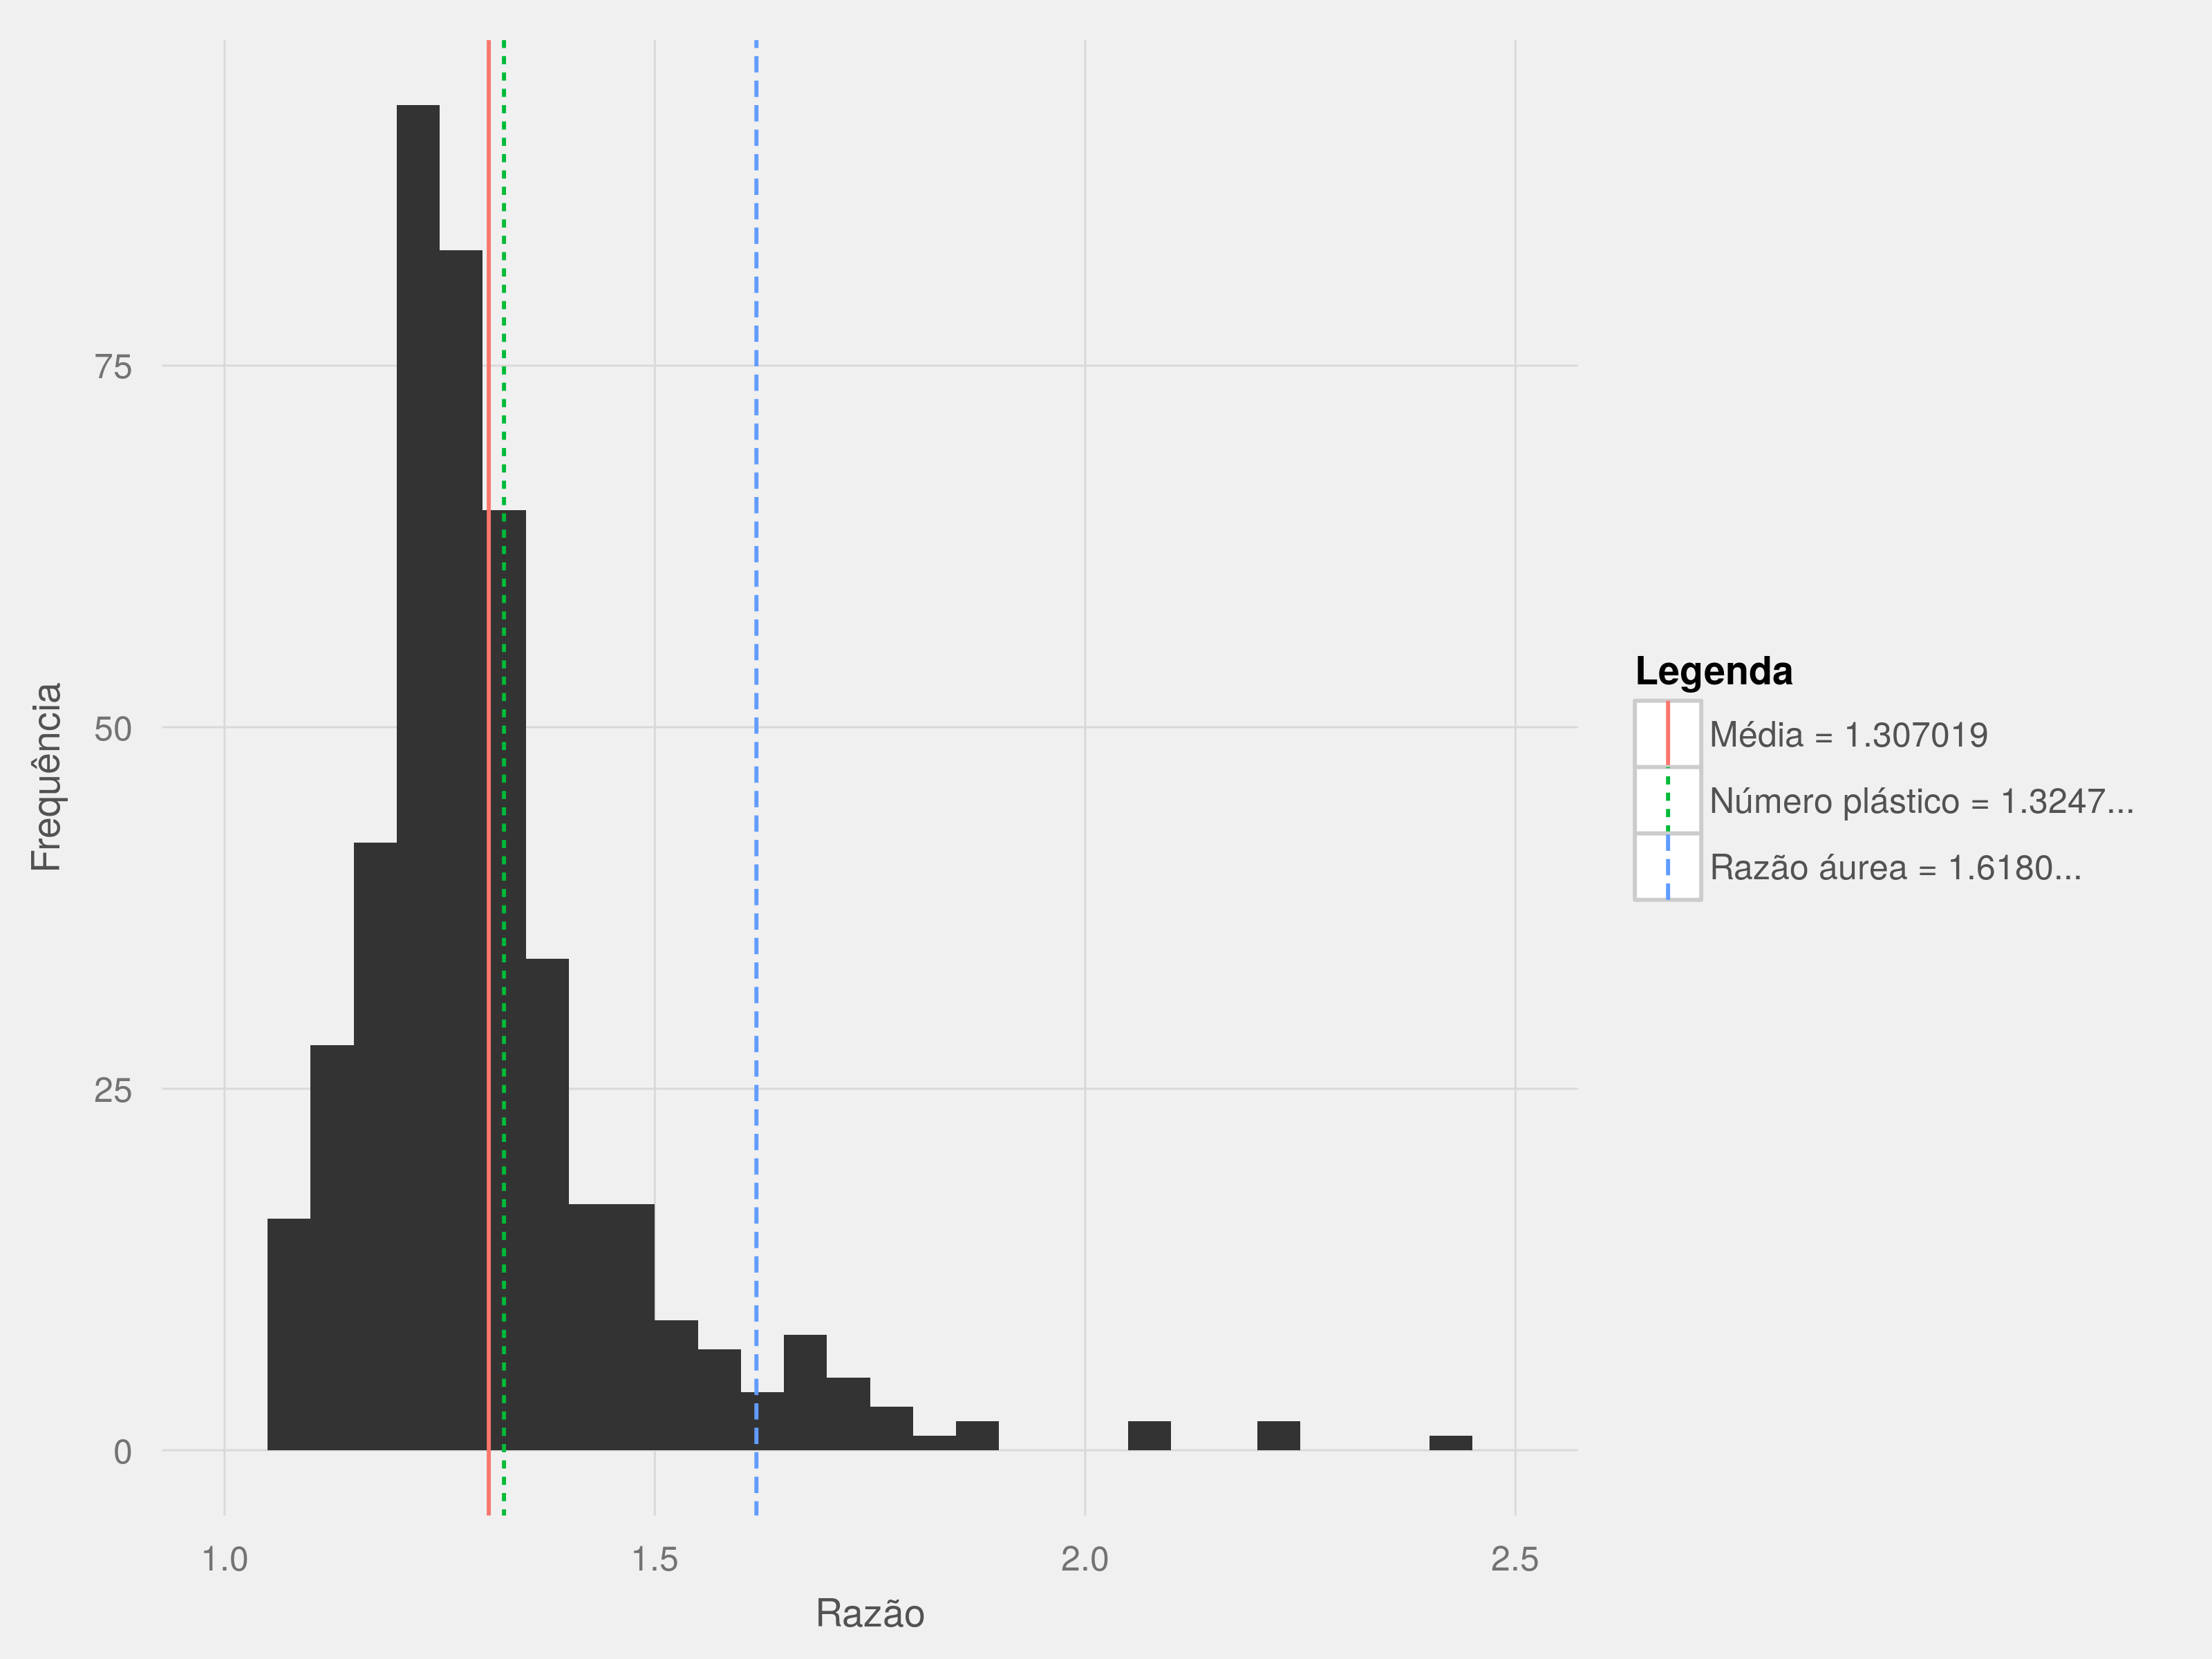 Frequência
75
50
25
0
1.0
1.5
2.0
2.5
Razão
Legenda
Média = 1.307019
Número plástico = 1.3247...
Razão áurea = 1.6180...